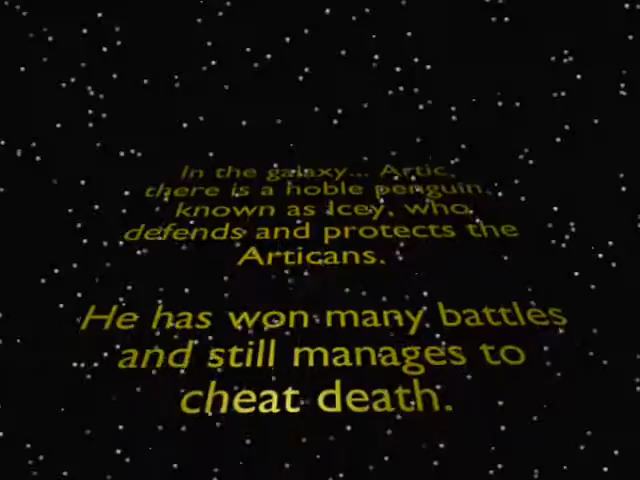 In the galaxy... Artic,
there is a noble penguin,
known as Icey, who
defends and protects the
Articans.
He has won many battles
and still manages to
cheat death.